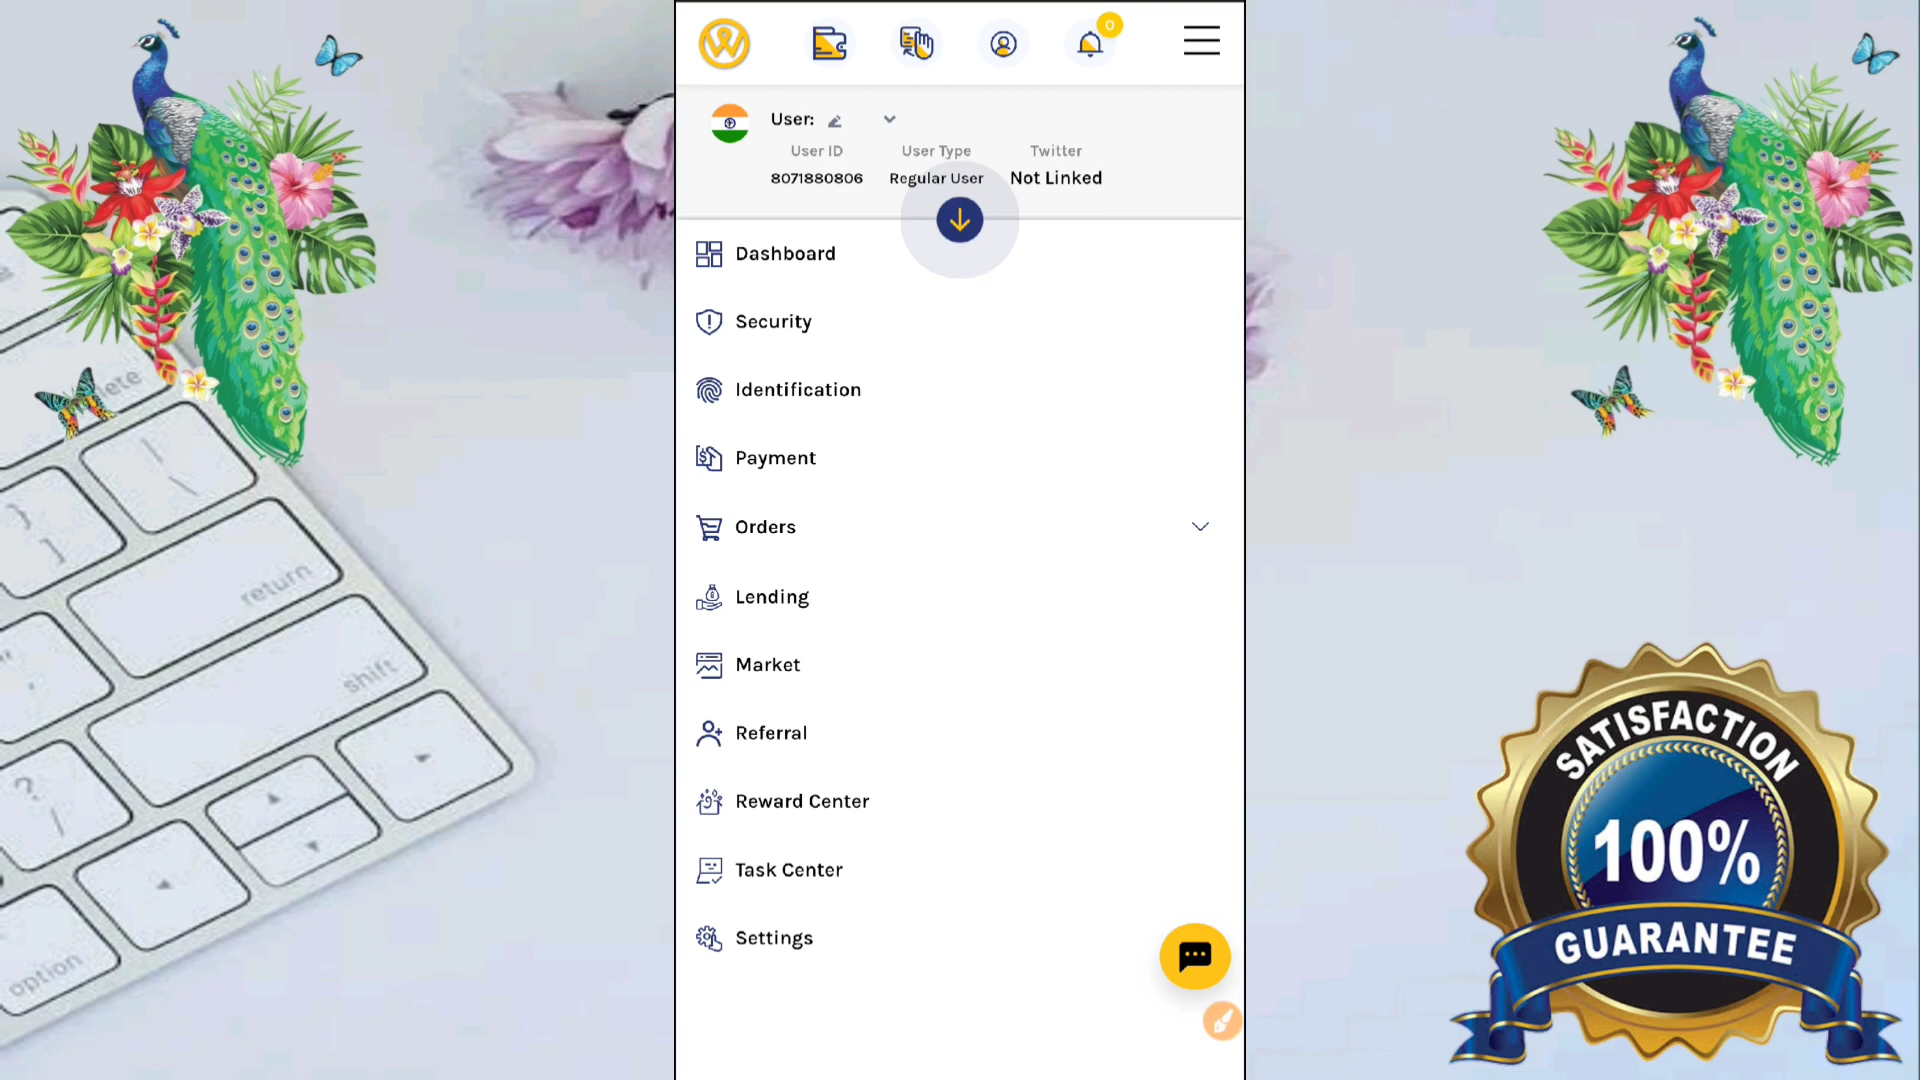 0
User:
User ID User Type Twitter
8071880806 Regular User Not Linked
Dashboard
Security
Identification
Payment
Orders
Lending
Market
Referral
Reward Center
Task Center
Settings
return
shift
option
SATISFACTION
100%
GUARANTEE